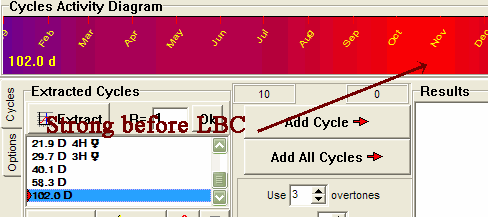 Cycles Activity Diagram
Feb Mar Apr May Jun Jul Aug Sep Oct Nov Dec
102.0 d
Cycles
Options
Extracted Cycles
10 0
Results
Extract R= 1 Ok
Strong before LBC
Add Cycle
21.9 D 4H ♀
29.7 D 3H ♀
40.1 D
58.3 D
102.0 D
Add All Cycles
Use 3 overtones